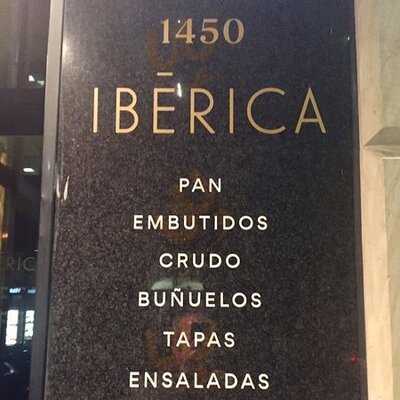 1450
IBĒRICA
PAN
EMBUTIDOS
CRUDO
BUÑUELOS
TAPAS
ENSALADAS